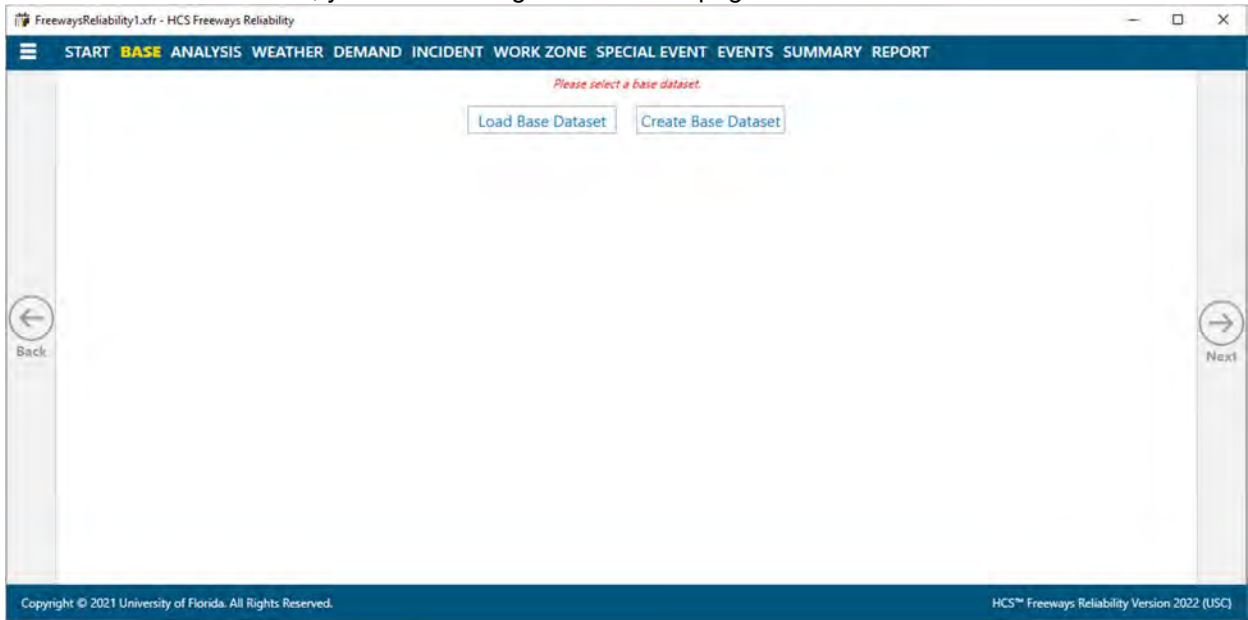 FreewaysReliability1.xfr - HCS Freeways Reliability
START BASE ANALYSIS WEATHER DEMAND INCIDENT WORK ZONE SPECIAL EVENT EVENTS SUMMARY REPORT
Please select a base dataset.
Load Base Dataset Create Base Dataset
Back
Next
Copyright © 2021 University of Florida. All Rights Reserved. HCS™ Freeways Reliability Version 2022 (USC)